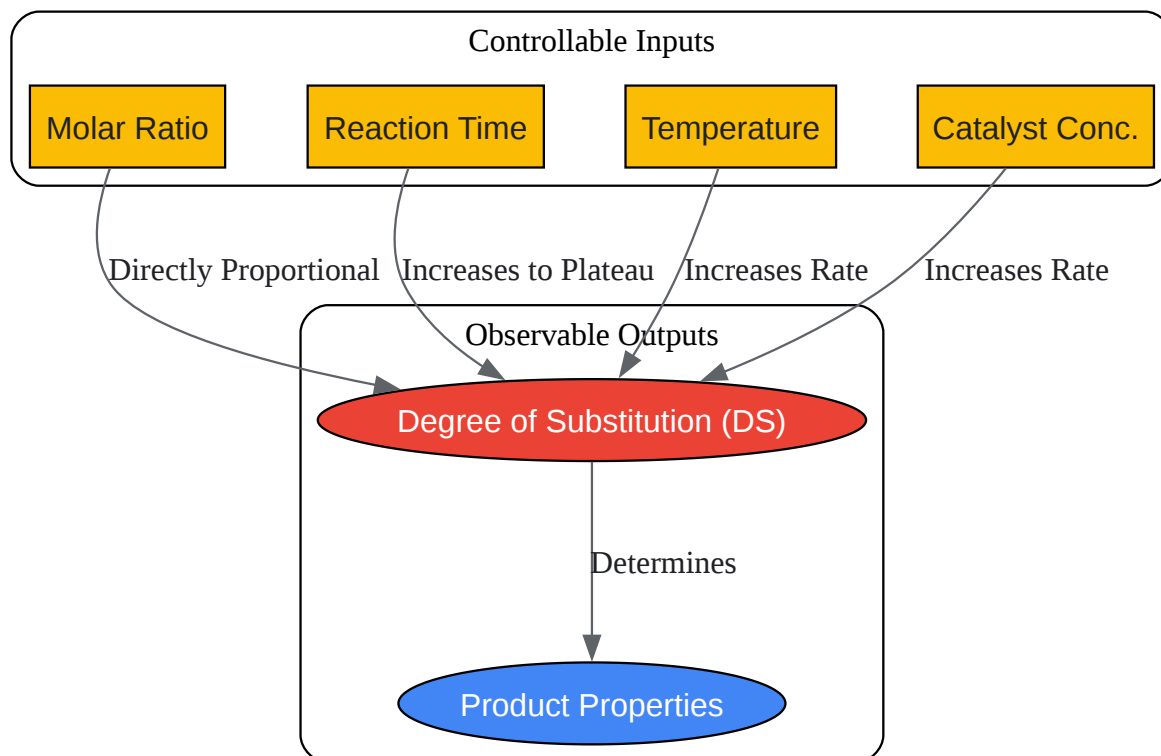 Controllable Inputs
Molar Ratio
Reaction Time
Temperature
Catalyst Conc.
Directly Proportional
Increases to Plateau
Increases Rate
Increases Rate
Observable Outputs
Degree of Substitution (DS)
Determines
Product Properties